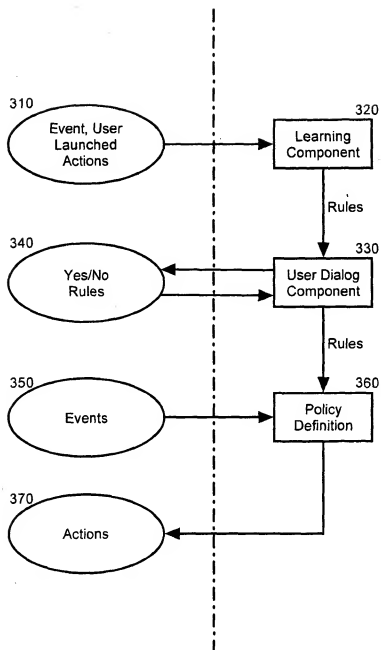 310
Event, User
Launched
Actions
320
Learning
Component
Rules
340
Yes/No
Rules
330
User Dialog
Component
Rules
350
Events
360
Policy
Definition
370
Actions